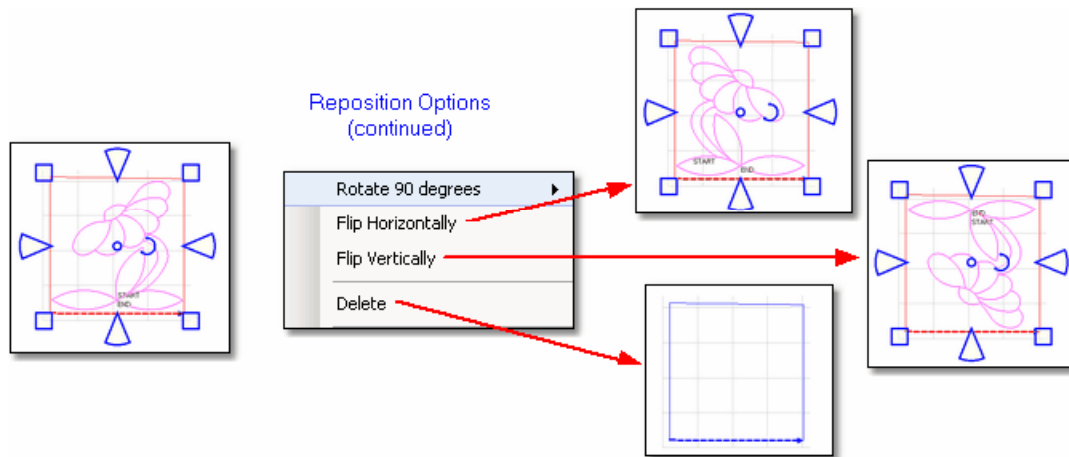 Reposition Options
(continued)
START
END
Rotate 90 degrees
Flip Horizontally
Flip Vertically
Delete
START
END
END
START